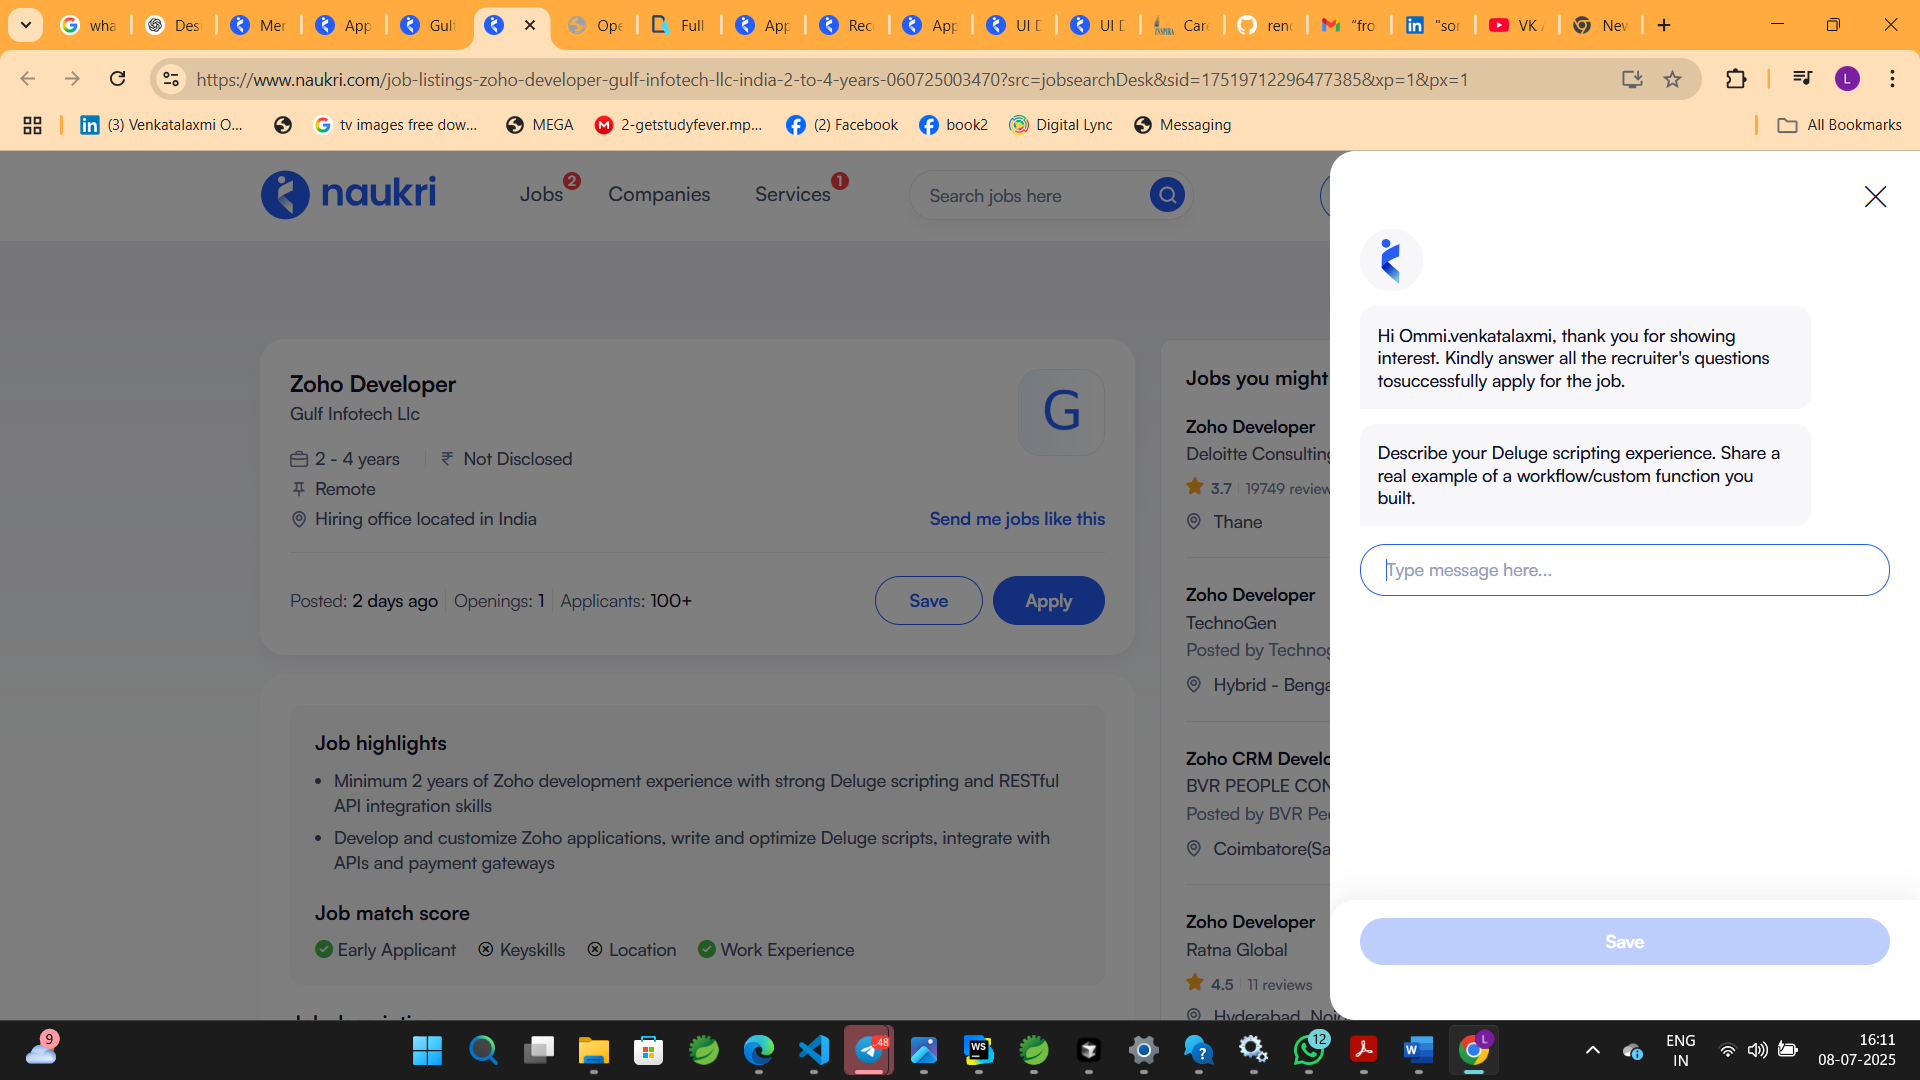 wha
Des
Mer
App
Gulf
Ope
Full
App
Reco
App
UI D
UI D
Care
renc
"fro
"sor
VK A
New
https://www.naukri.com/job-listings-zoho-developer-gulf-infotech-llc-india-2-to-4-years-060725003470?src=jobsearchDesk&sid=17519712296477385&xp=1&px=1
L
(3) Venkatalaxmi O...
tv images free dow...
MEGA
2-getstudyfever.mp...
(2) Facebook
book2
Digital Lync
Messaging
All Bookmarks
naukri
Jobs
2
Companies
Services
1
Search jobs here
Zoho Developer
Gulf Infotech Llc
G
2 - 4 years
₹ Not Disclosed
Remote
Hiring office located in India
Send me jobs like this
Posted: 2 days ago
Openings: 1
Applicants: 100+
Save
Apply
Job highlights
• Minimum 2 years of Zoho development experience with strong Deluge scripting and RESTful
API integration skills
• Develop and customize Zoho applications, write and optimize Deluge scripts, integrate with
APIs and payment gateways
Job match score
Early Applicant
Keyskills
Location
Work Experience
Jobs you might
Zoho Developer
Deloitte Consulting
3.7
19749 review
Thane
Zoho Developer
TechnoGen
Posted by Technog
Hybrid - Benga
Zoho CRM Develo
BVR PEOPLE CON
Posted by BVR Pe
Coimbatore(Sa
Zoho Developer
Ratna Global
4.5
11 reviews
Hyderabad, Noi
Hi Ommi.venkatalaxmi, thank you for showing
interest. Kindly answer all the recruiter's questions
tosuccessfully apply for the job.
Describe your Deluge scripting experience. Share a
real example of a workflow/custom function you
built.
Type message here...
Save
9
..48
WS
12
W
L
ENG
IN
16:11
08-07-2025